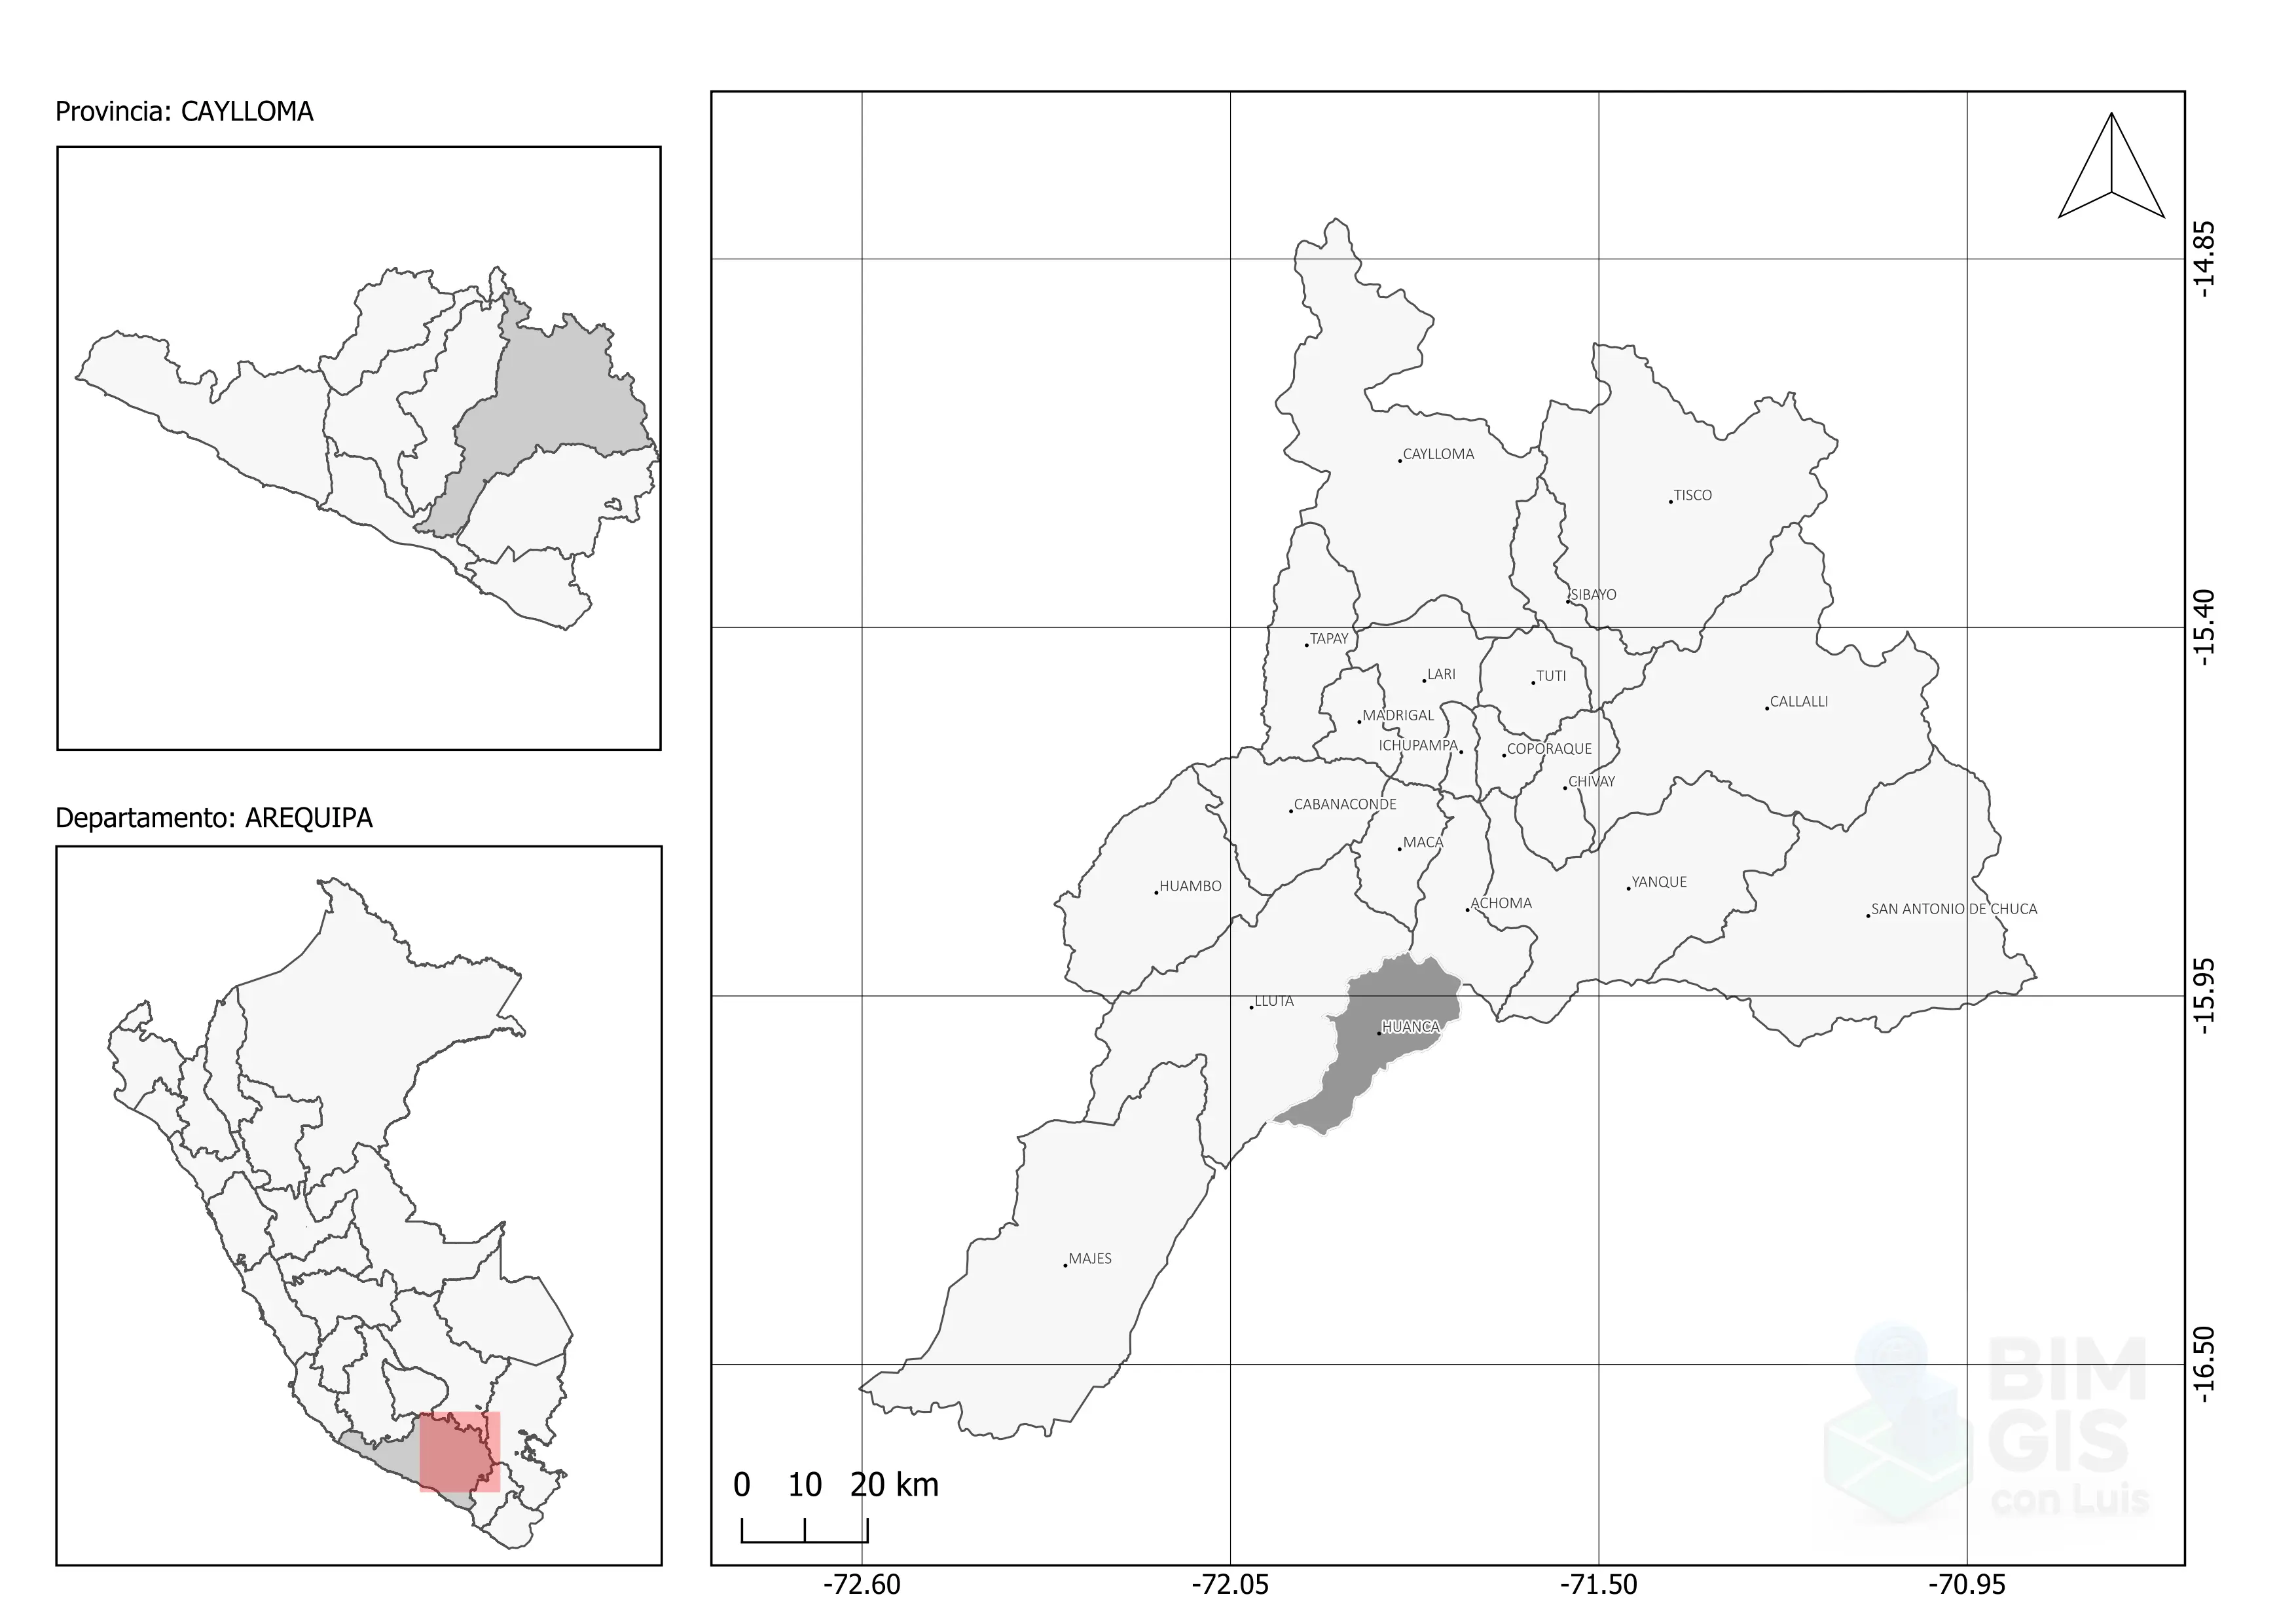 Provincia: CAYLLOMA
Departamento: AREQUIPA
CAYLLOMA
TISCO
SIBAYO
TAPAY
LARI
TUTI
CALLALLI
MADRIGAL
ICHUPAMPA
COPORAQUE
CHIVAY
CABANACONDE
MACA
HUAMBO
YANQUE
ACHOMA
SAN ANTONIO DE CHUCA
LLUTA
HUANCA
MAJES
0 10 20 km
-14.85
-15.40
-15.95
-16.50
-72.60 -72.05 -71.50 -70.95
BIM
GIS
con Luis